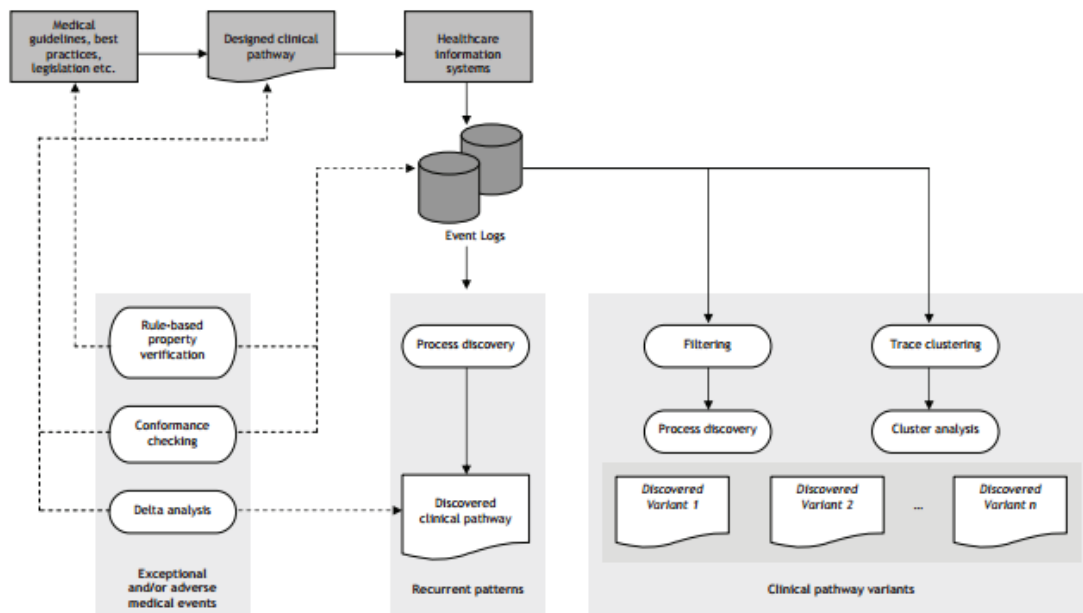 Medical
guidelines, best
practices,
legislation etc.
Designed clinical
pathway
Healthcare
information
systems
Event Logs
Rule-based
property
verification
Conformance
checking
Delta analysis
Exceptional
and/or adverse
medical events
Process discovery
Discovered
clinical pathway
Recurrent patterns
Filtering
Trace clustering
Process discovery
Cluster analysis
Discovered
Variant 1
Discovered
Variant 2
...
Discovered
Variant n
Clinical pathway variants